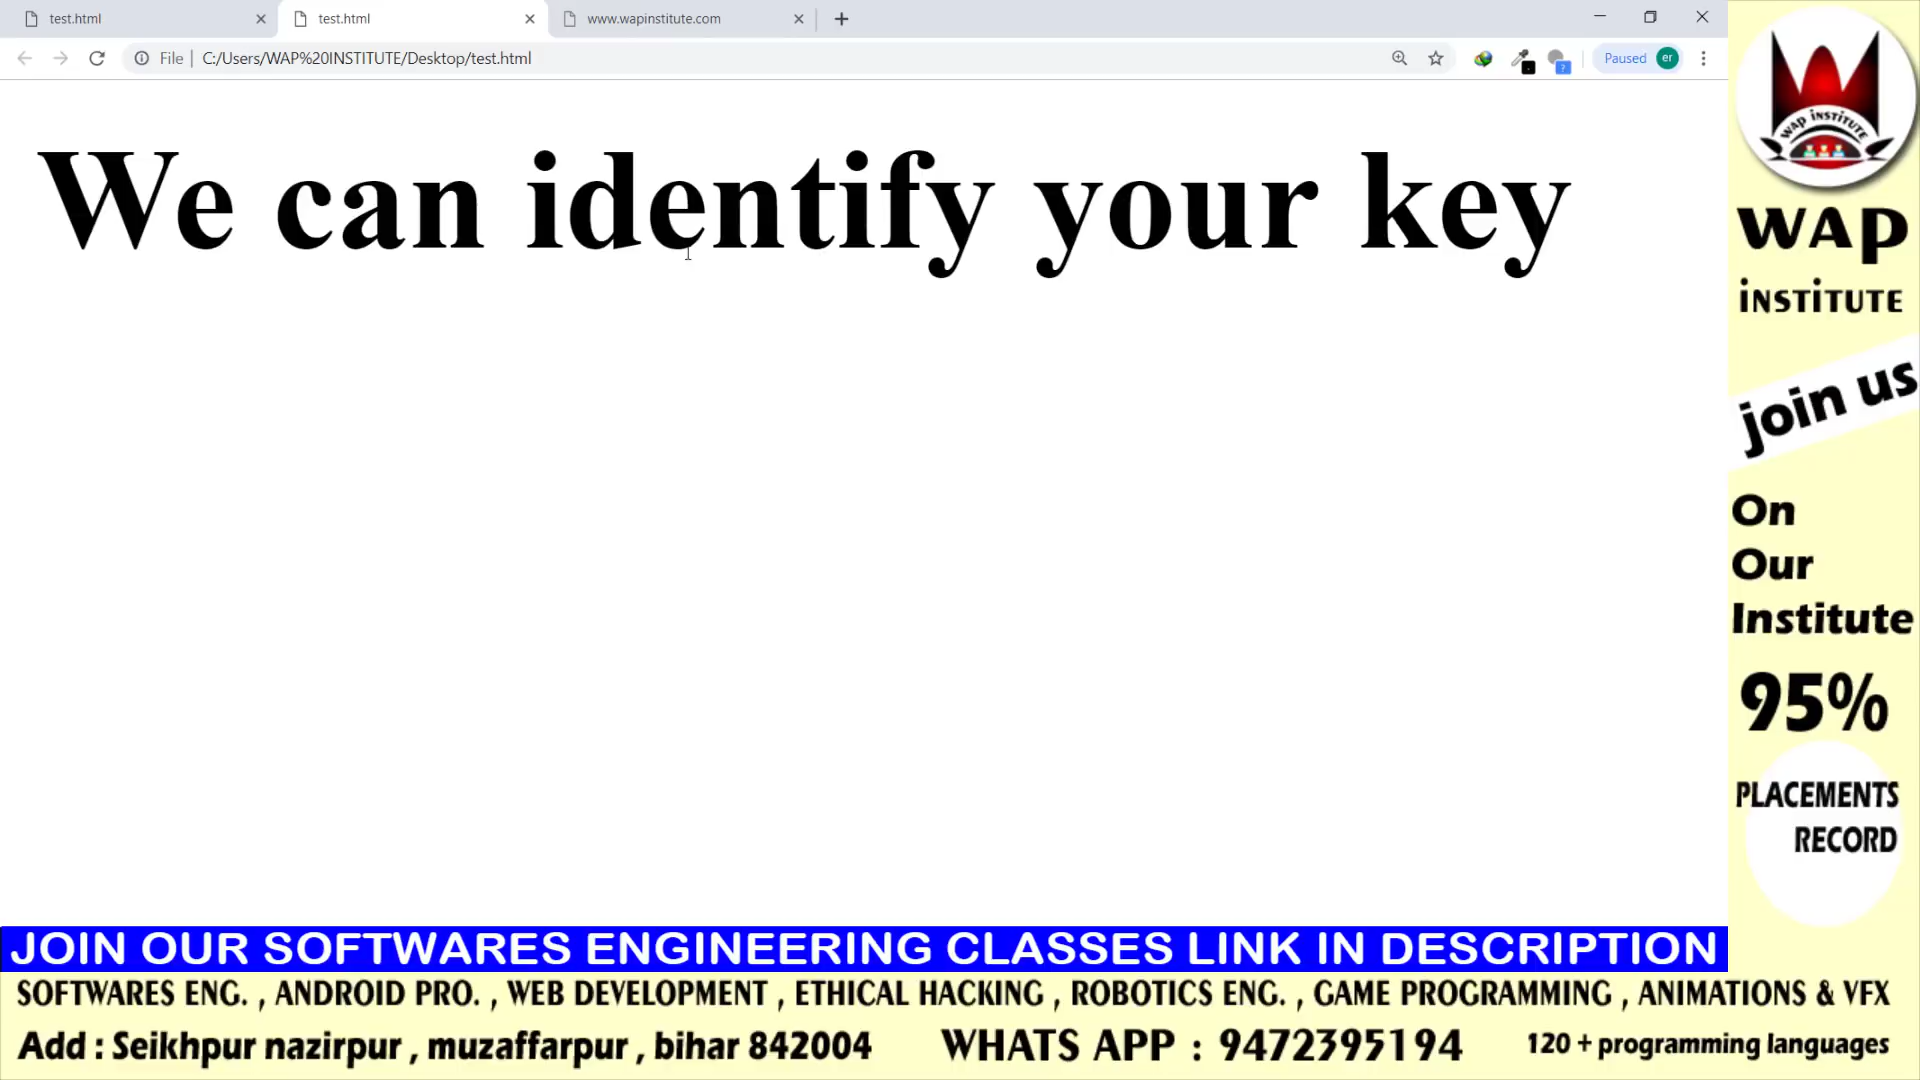 test.html
test.html
www.wapinstitute.com
File
C:/Users/WAP%20INSTITUTE/Desktop/test.html
Paused
er
We can identify your key
WAP INSTITUTE
WAP
INSTITUTE
join us
On
Our
Institute
95%
PLACEMENTS
RECORD
JOIN OUR SOFTWARES ENGINEERING CLASSES LINK IN DESCRIPTION
SOFTWARES ENG. , ANDROID PRO. , WEB DEVELOPMENT , ETHICAL HACKING , ROBOTICS ENG. , GAME PROGRAMMING , ANIMATIONS & VFX
Add : Seikhpur nazirpur , muzaffarpur , bihar 842004 WHATS APP : 9472395194 120 + programming languages